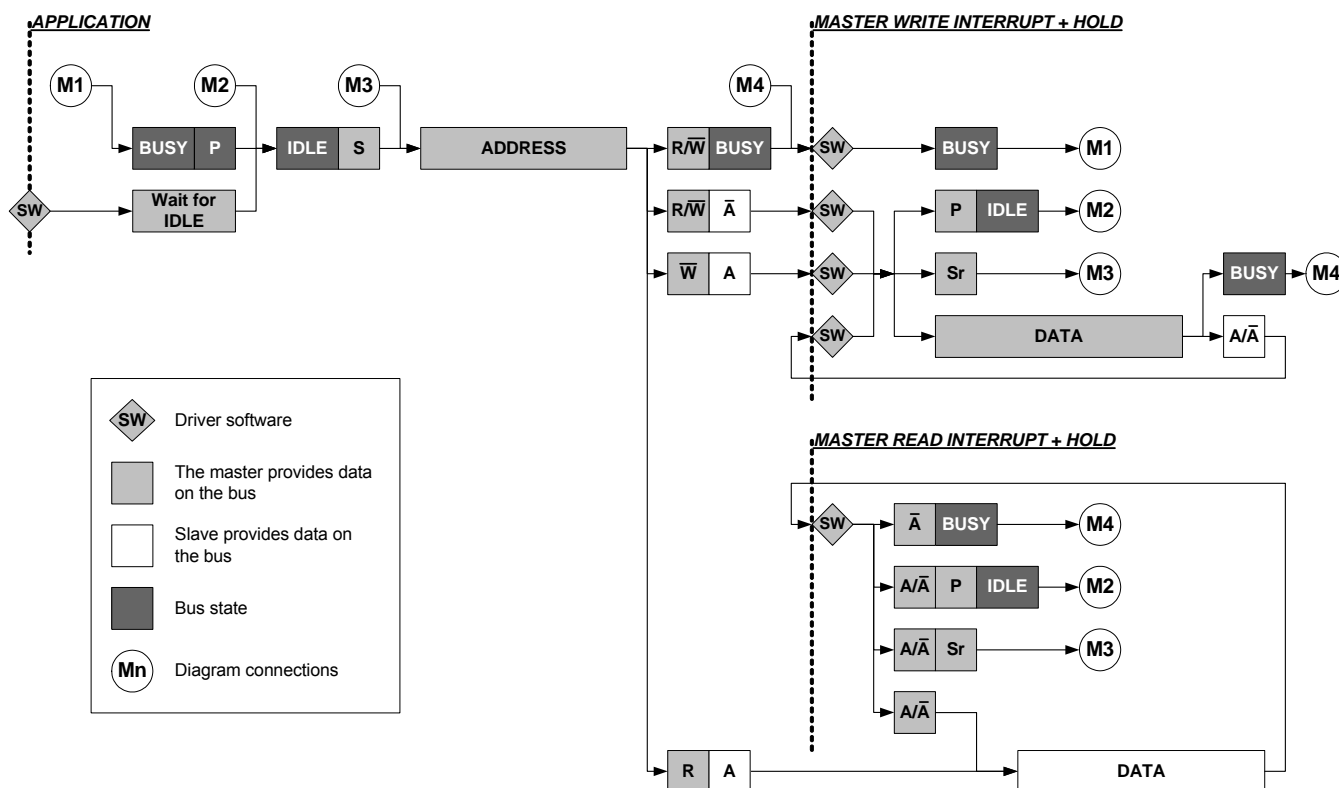 APPLICATION
MASTER WRITE INTERRUPT + HOLD
M1
M2
M3
M4
BUSY P
IDLE S
ADDRESS
R/W̅ BUSY
SW
BUSY
M1
SW
Wait for
IDLE
R/W̅ A̅
SW
P IDLE
M2
W̅ A
SW
Sr
M3
BUSY
M4
SW
DATA
A/A̅
SW
Driver software
The master provides data
on the bus
Slave provides data on
the bus
Bus state
Mn
Diagram connections
MASTER READ INTERRUPT + HOLD
SW
A̅ BUSY
M4
A/A̅ P IDLE
M2
A/A̅ Sr
M3
A/A̅
R A
DATA